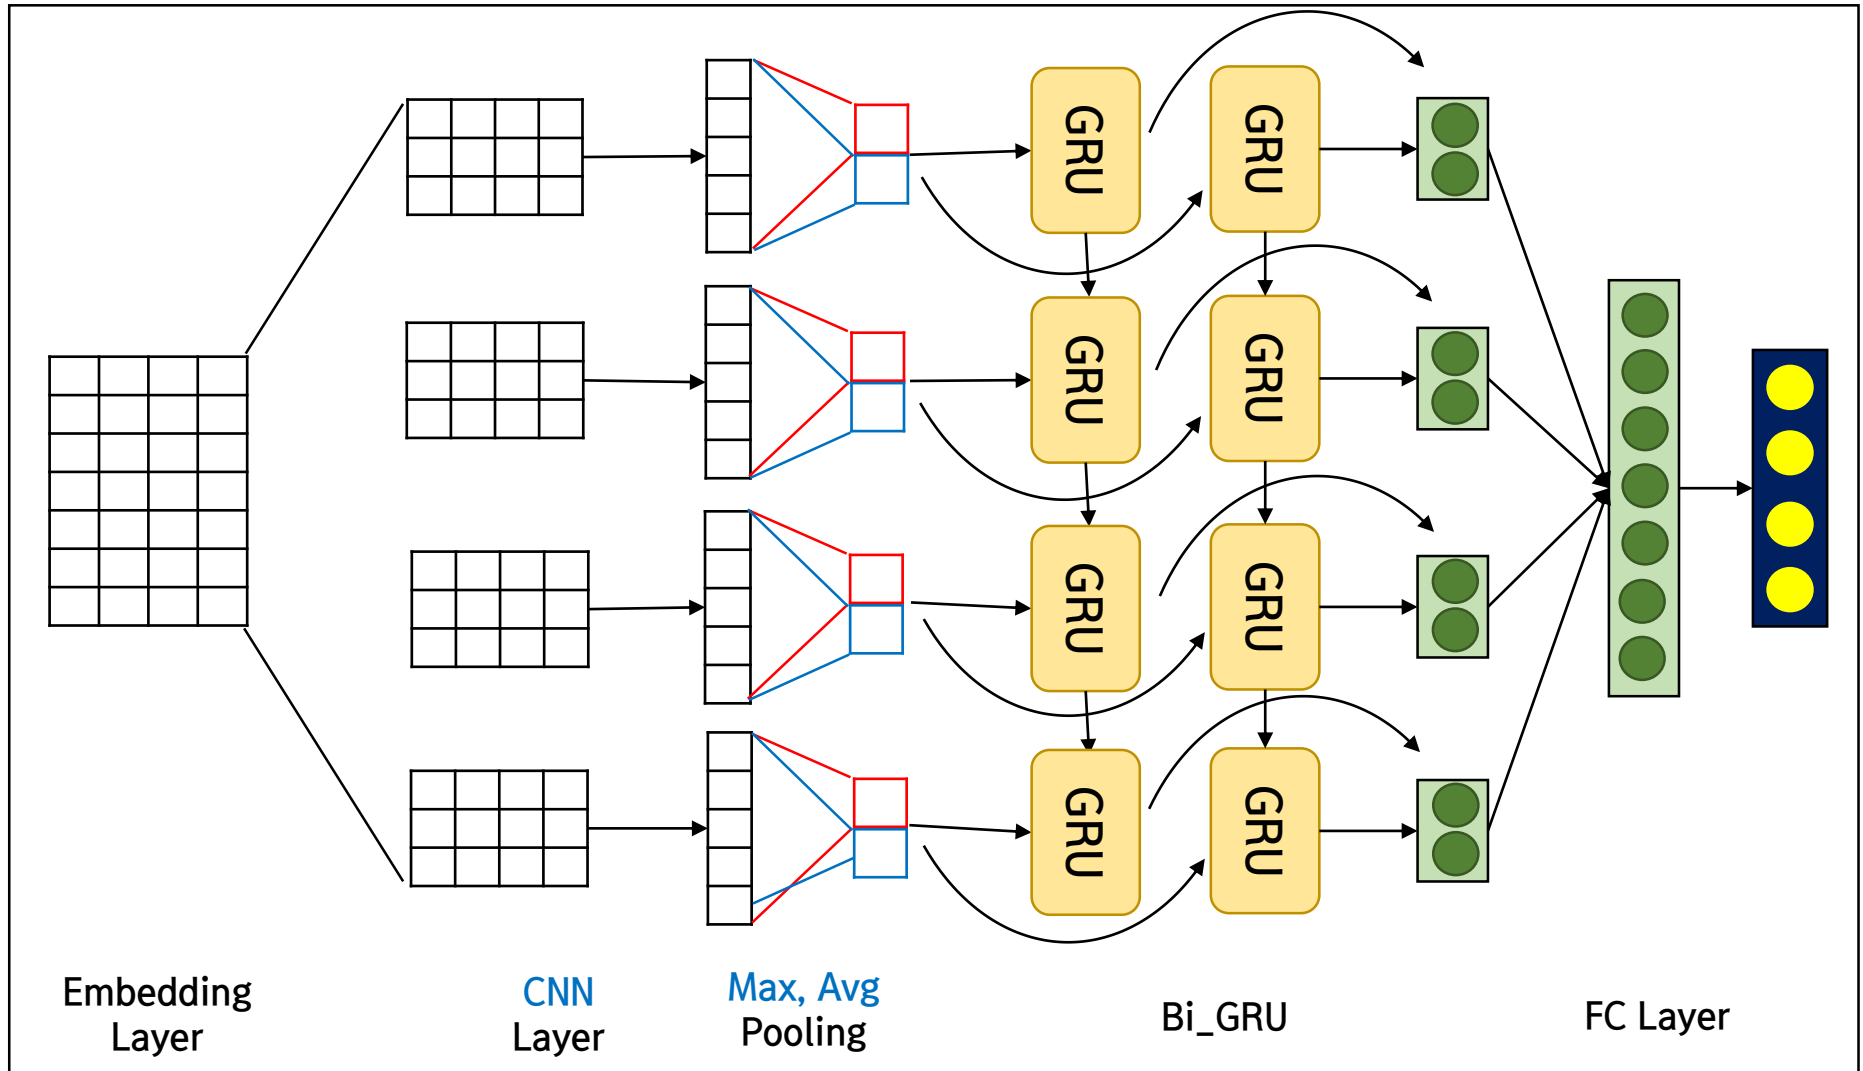 GRU
GRU
GRU
GRU
GRU
GRU
GRU
GRU
Embedding
Layer
CNN
Layer
Max, Avg
Pooling
Bi_GRU
FC Layer